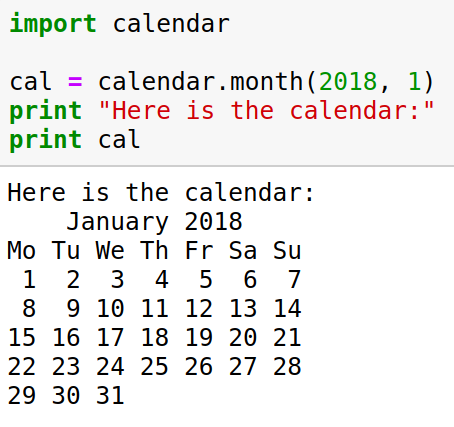 import calendar
cal = calendar.month(2018, 1)
print "Here is the calendar:"
print cal
Here is the calendar:
    January 2018
Mo Tu We Th Fr Sa Su
 1  2  3  4  5  6  7
 8  9 10 11 12 13 14
15 16 17 18 19 20 21
22 23 24 25 26 27 28
29 30 31